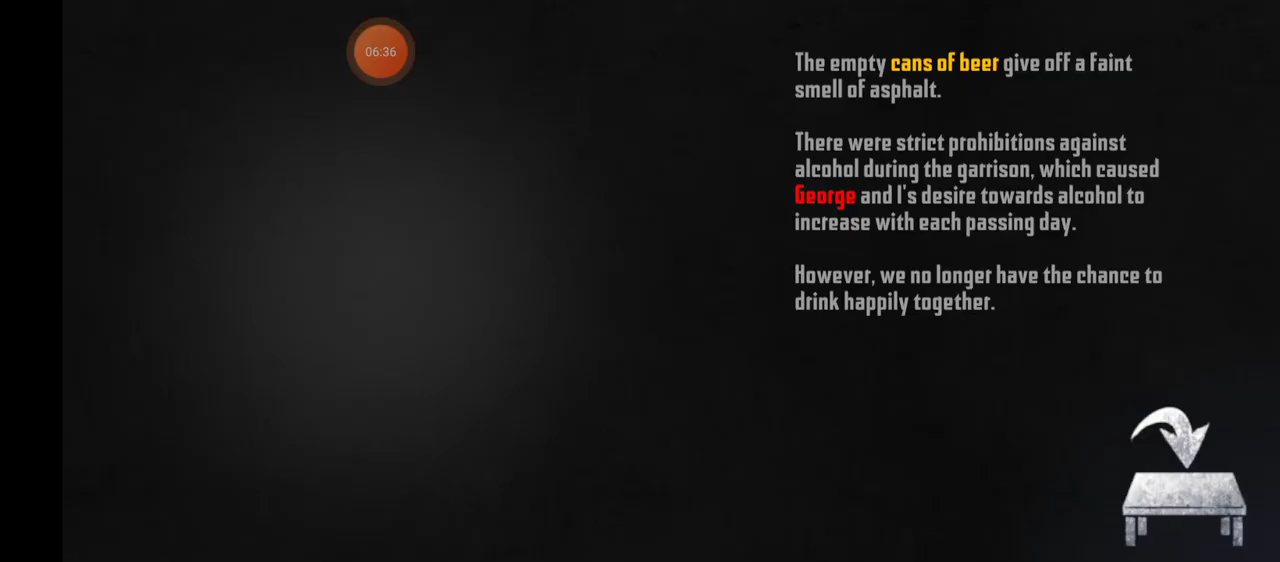 06:36
The empty cans of beer give off a faint
smell of asphalt.
There were strict prohibitions against
alcohol during the garrison, which caused
George and I's desire towards alcohol to
increase with each passing day.
However, we no longer have the chance to
drink happily together.